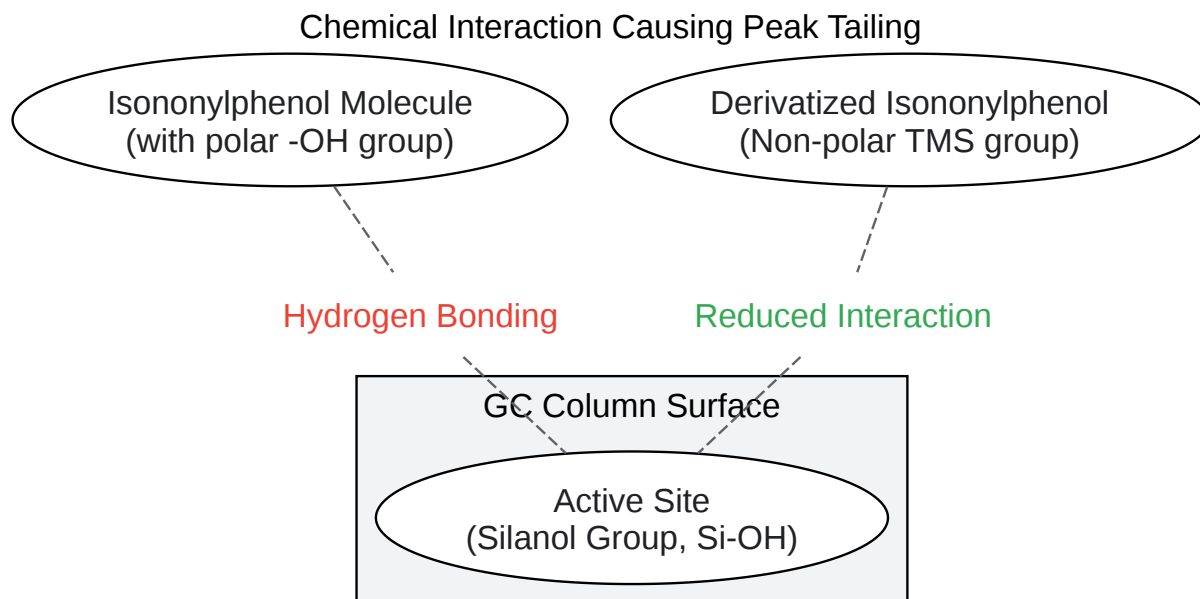 Chemical Interaction Causing Peak Tailing
Isononylphenol Molecule
(with polar -OH group)
Derivatized Isononylphenol
(Non-polar TMS group)
Hydrogen Bonding
Reduced Interaction
GC Column Surface
Active Site
(Silanol Group, Si-OH)